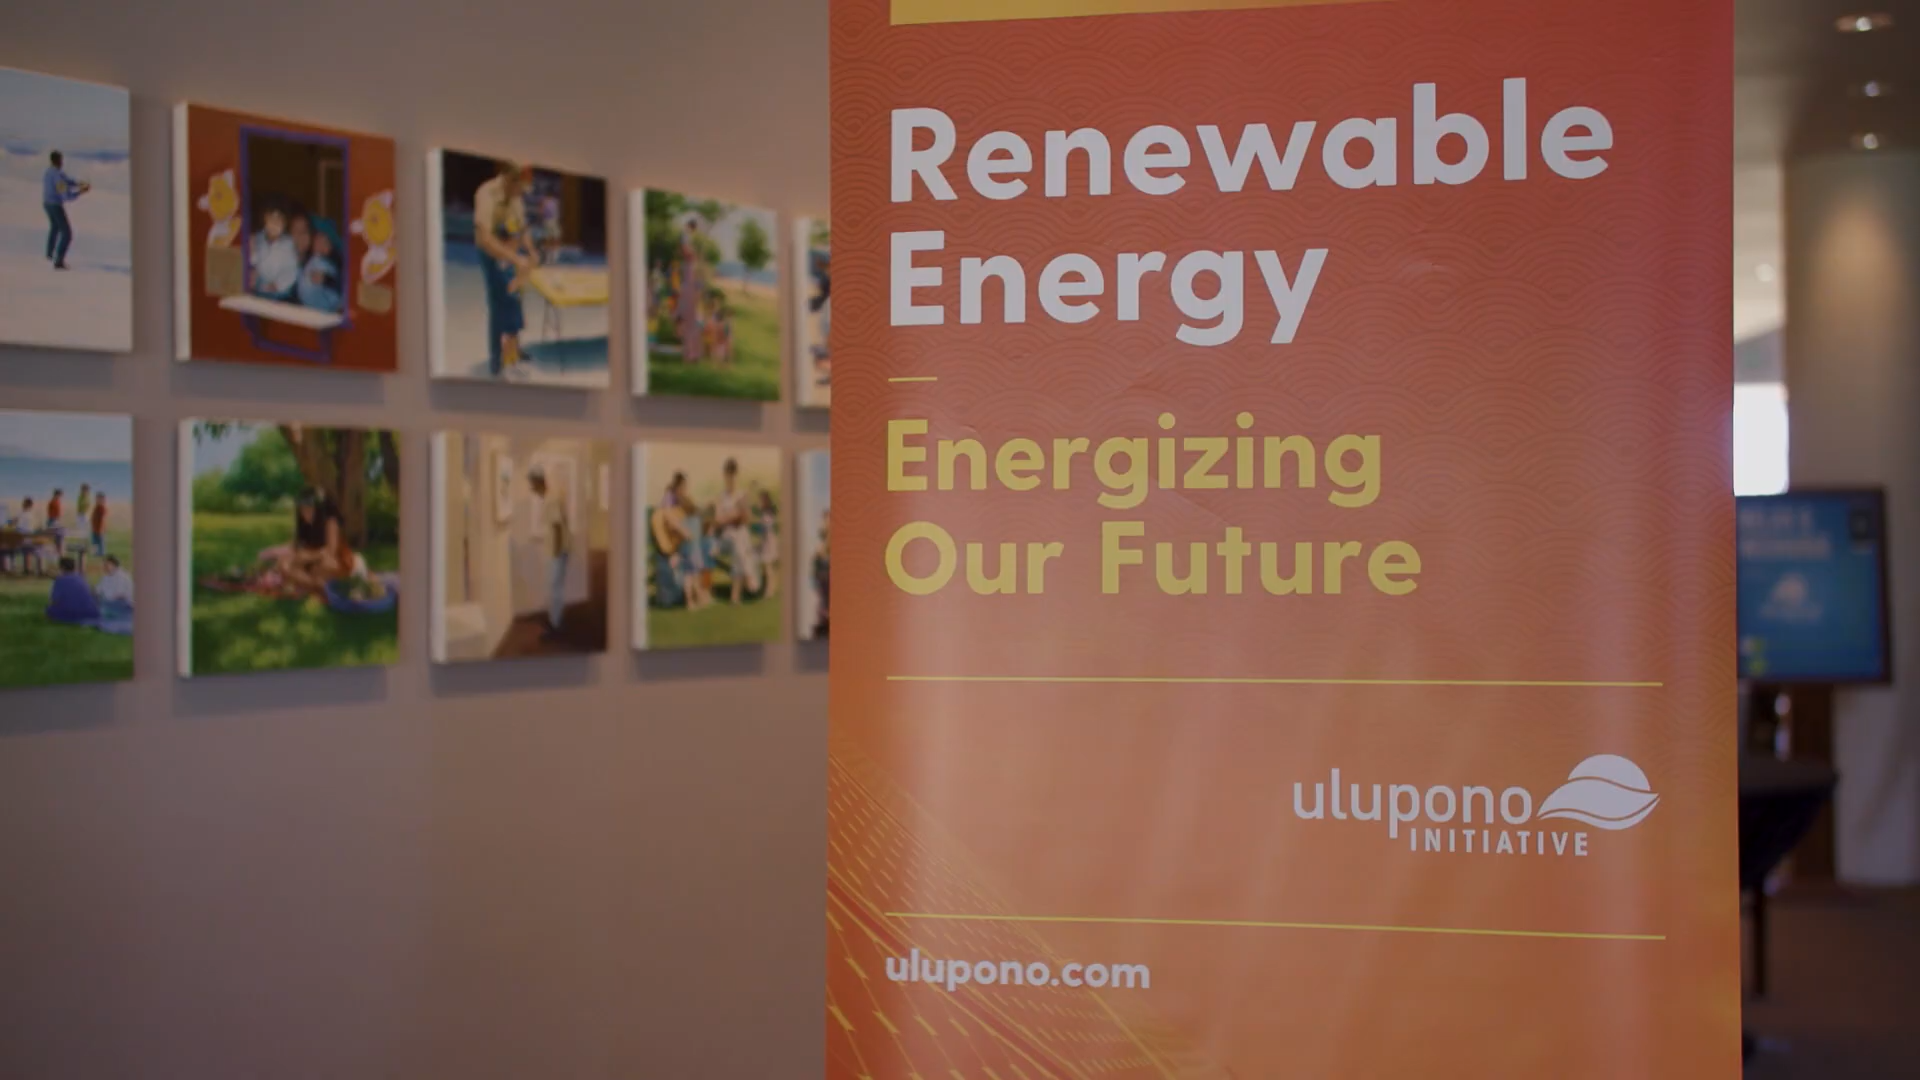 Renewable
Energy
Energizing
Our Future
ulupono
INITIATIVE
ulupono.com